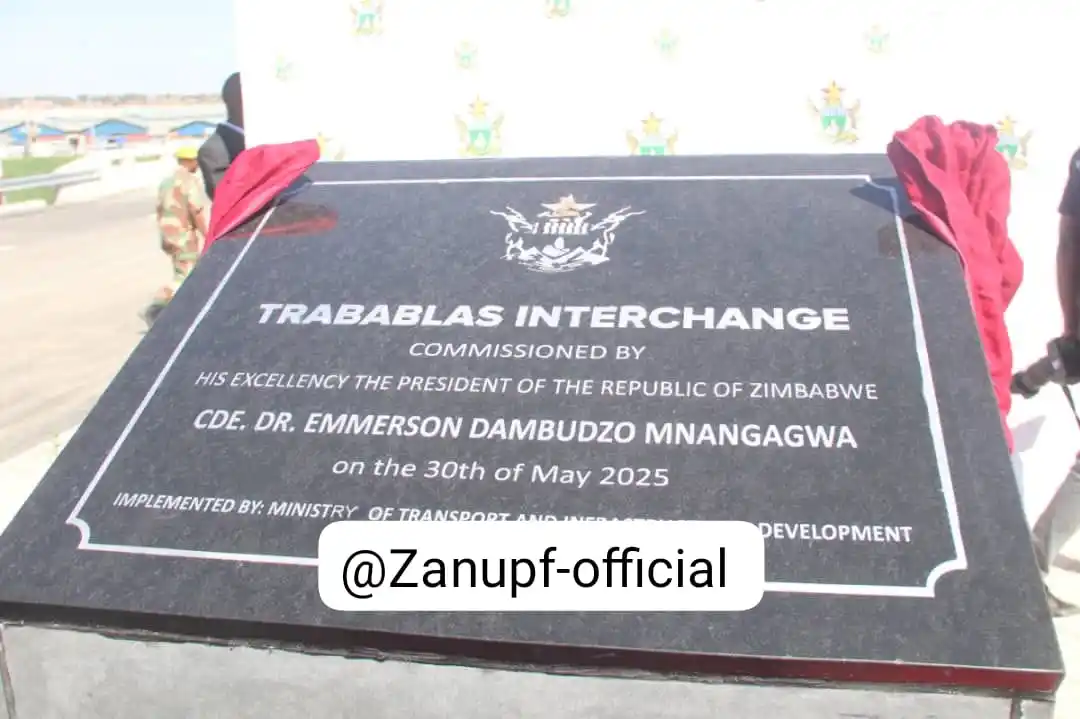 TRABABLAS INTERCHANGE
COMMISSIONED BY
HIS EXCELLENCY THE PRESIDENT OF THE REPUBLIC OF ZIMBABWE
CDE. DR. EMMERSON DAMBUDZO MNANGAGWA
on the 30th of May 2025
IMPLEMENTED BY: MINISTRY OF TRANSPORT AND DEVELOPMENT
@Zanupf-official